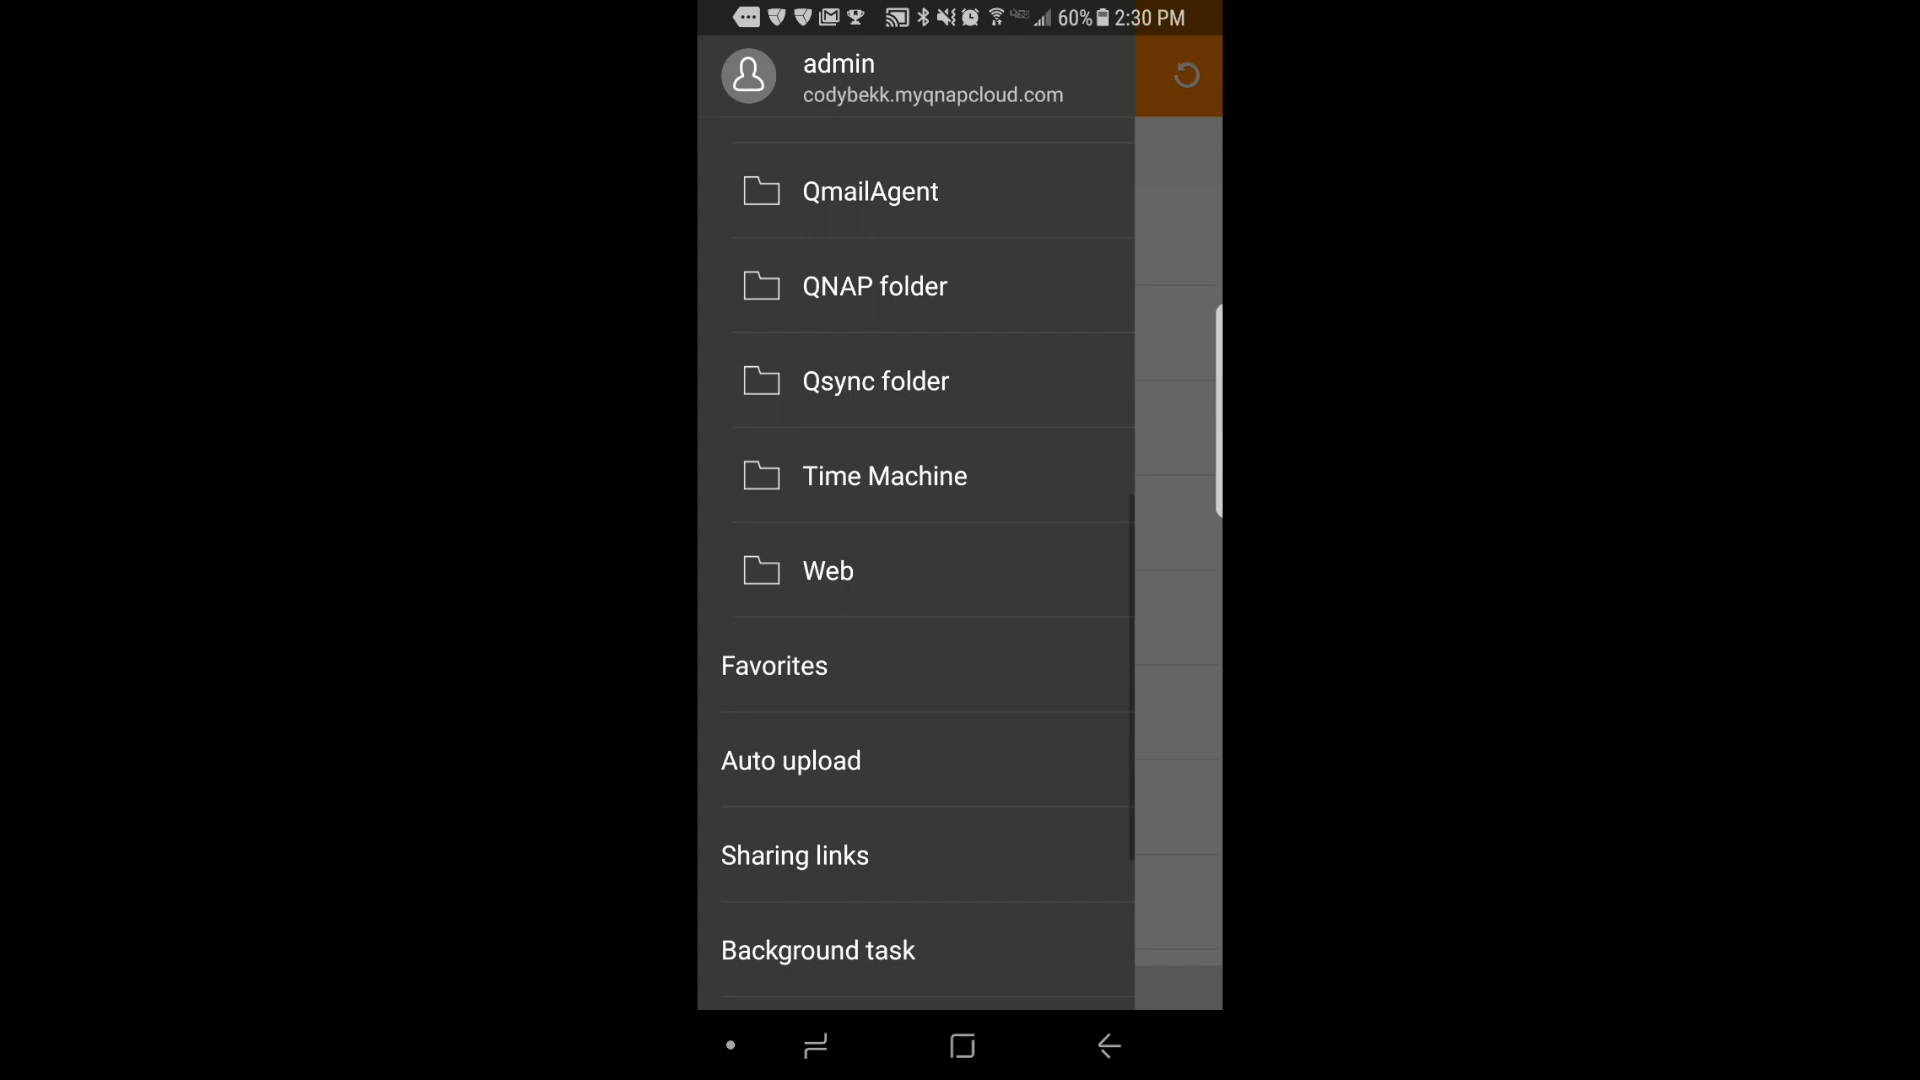 60% 2:30 PM
admin
codybekk.myqnapcloud.com
QmailAgent
QNAP folder
Qsync folder
Time Machine
Web
Favorites
Auto upload
Sharing links
Background task